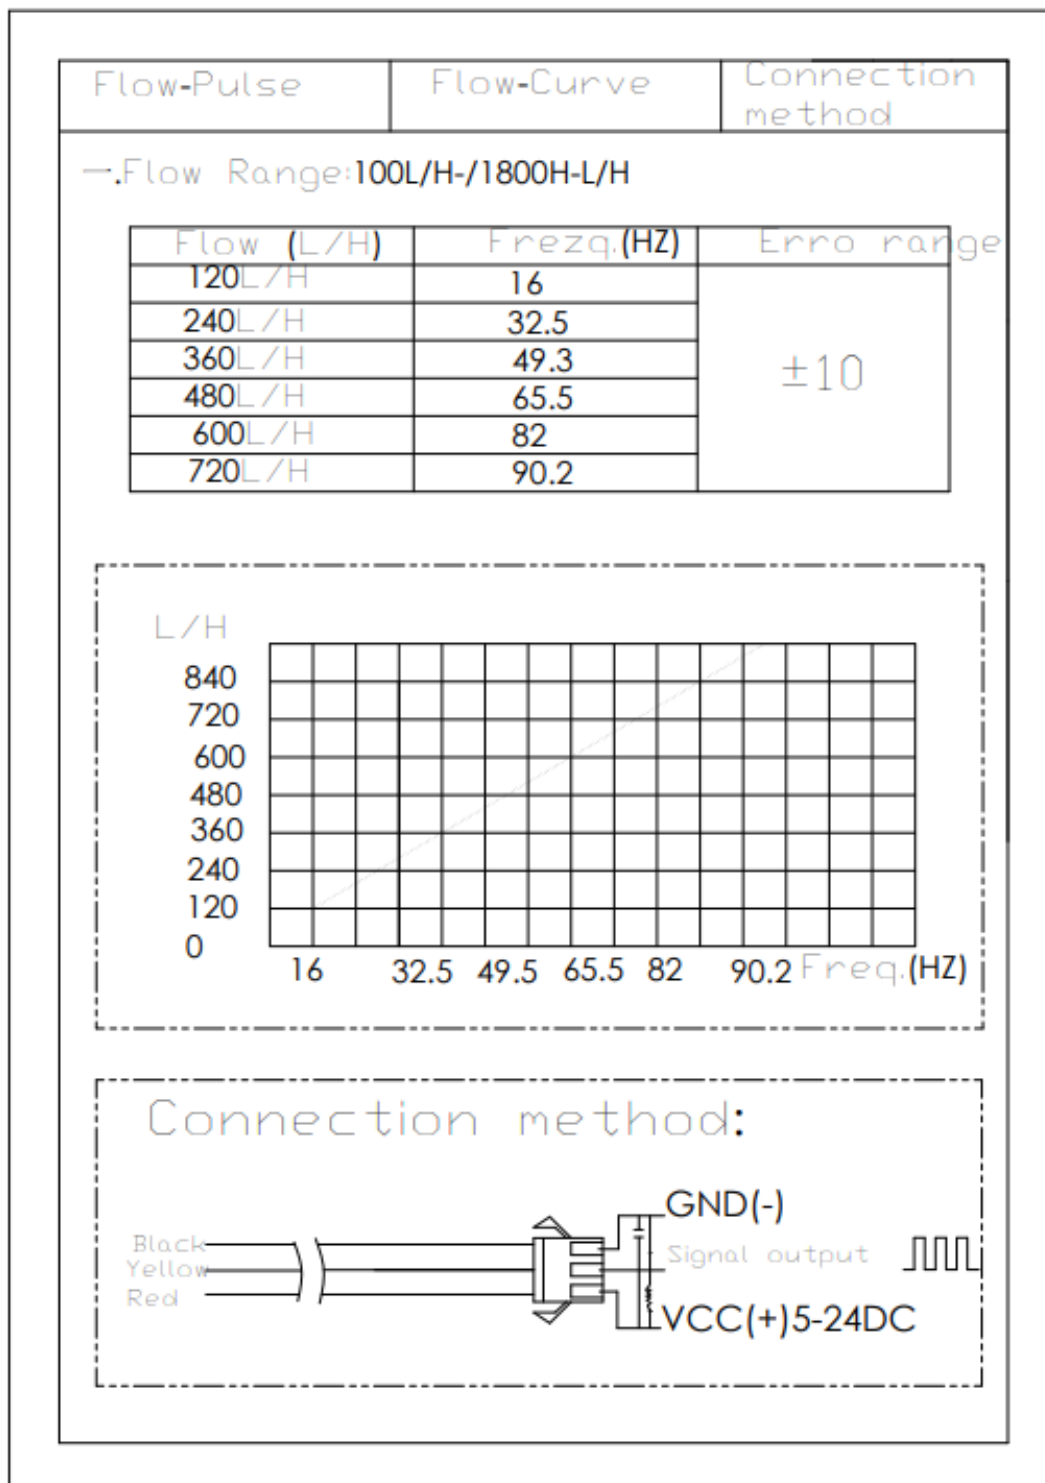 Flow-Pulse Flow-Curve Connection
method
一.Flow Range:100L/H-/1800H-L/H
Flow (L/H) Frezq.(HZ) Erro range
120L/H 16
240L/H 32.5
360L/H 49.3
±10
480L/H 65.5
600L/H 82
720L/H 90.2
L/H
840
720
600
480
360
240
120
0
16 32.5 49.5 65.5 82 90.2 Freq.(HZ)
Connection method:
GND(-)
Black
Signal output
Yellow
Red
VCC(+)5-24DC